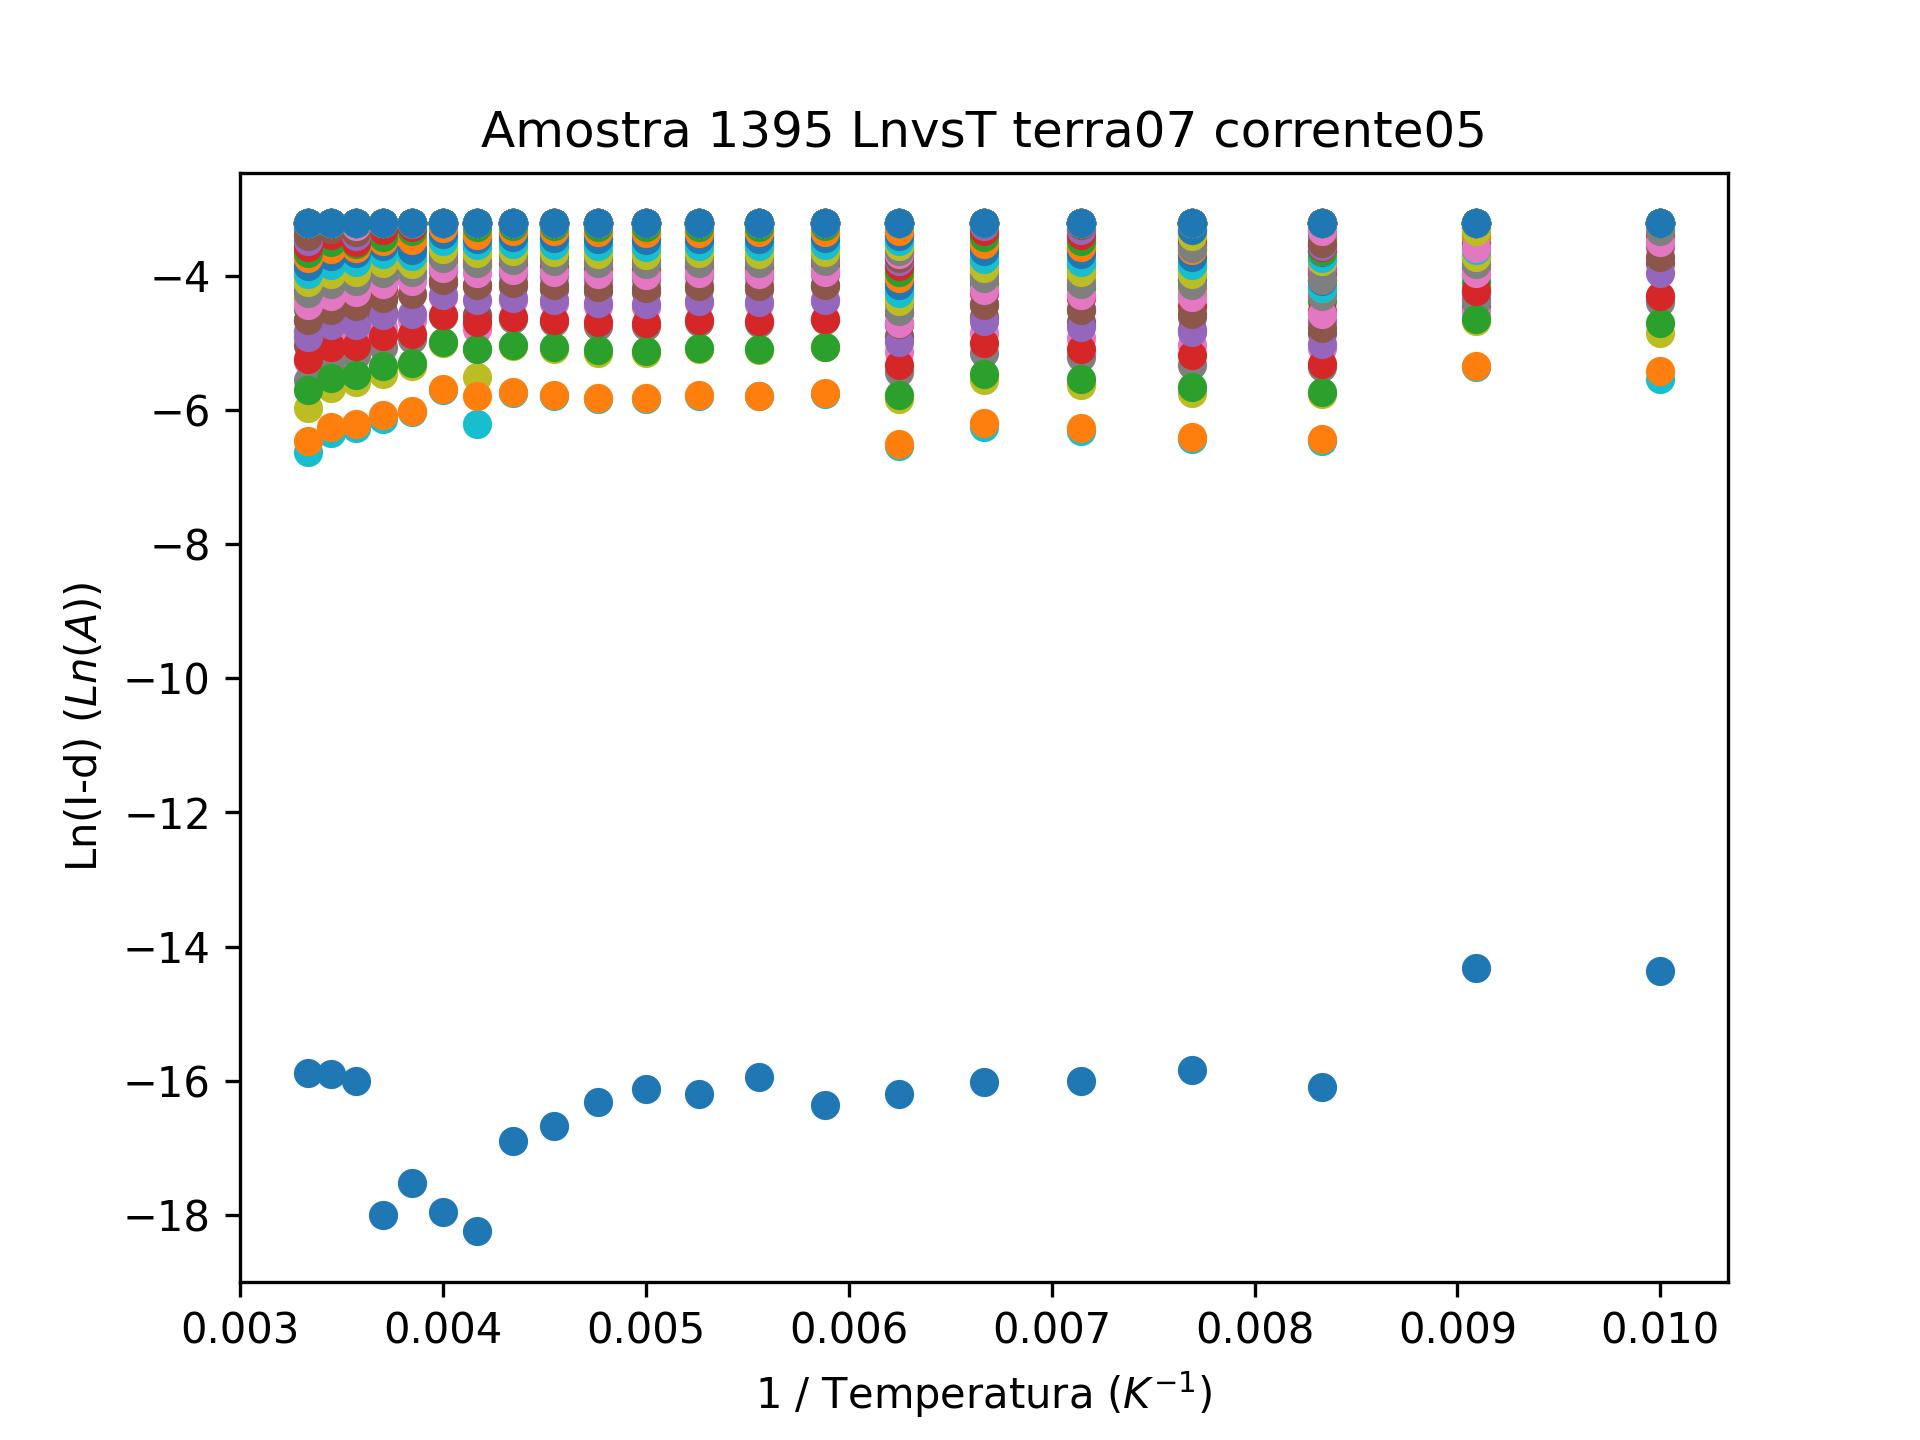 Amostra 1395 LnvsT terra07 corrente05
−4
−6
−8
−10
−12
−14
−16
−18
Ln(I-d) (Ln(A))
0.003 0.004 0.005 0.006 0.007 0.008 0.009 0.010
1 / Temperatura (K⁻¹)